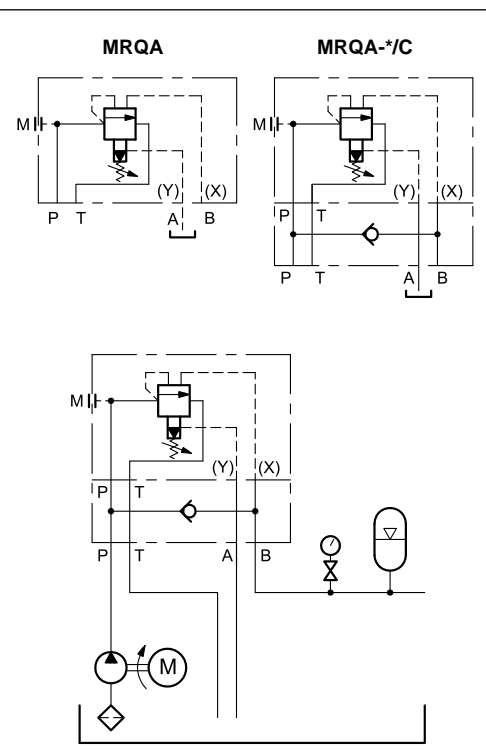 MRQA
MRQA-*/C
M
(Y) (X)
P T A B
M
(Y) (X)
P T
P T A B
M
(Y) (X)
P T
P T A B
M